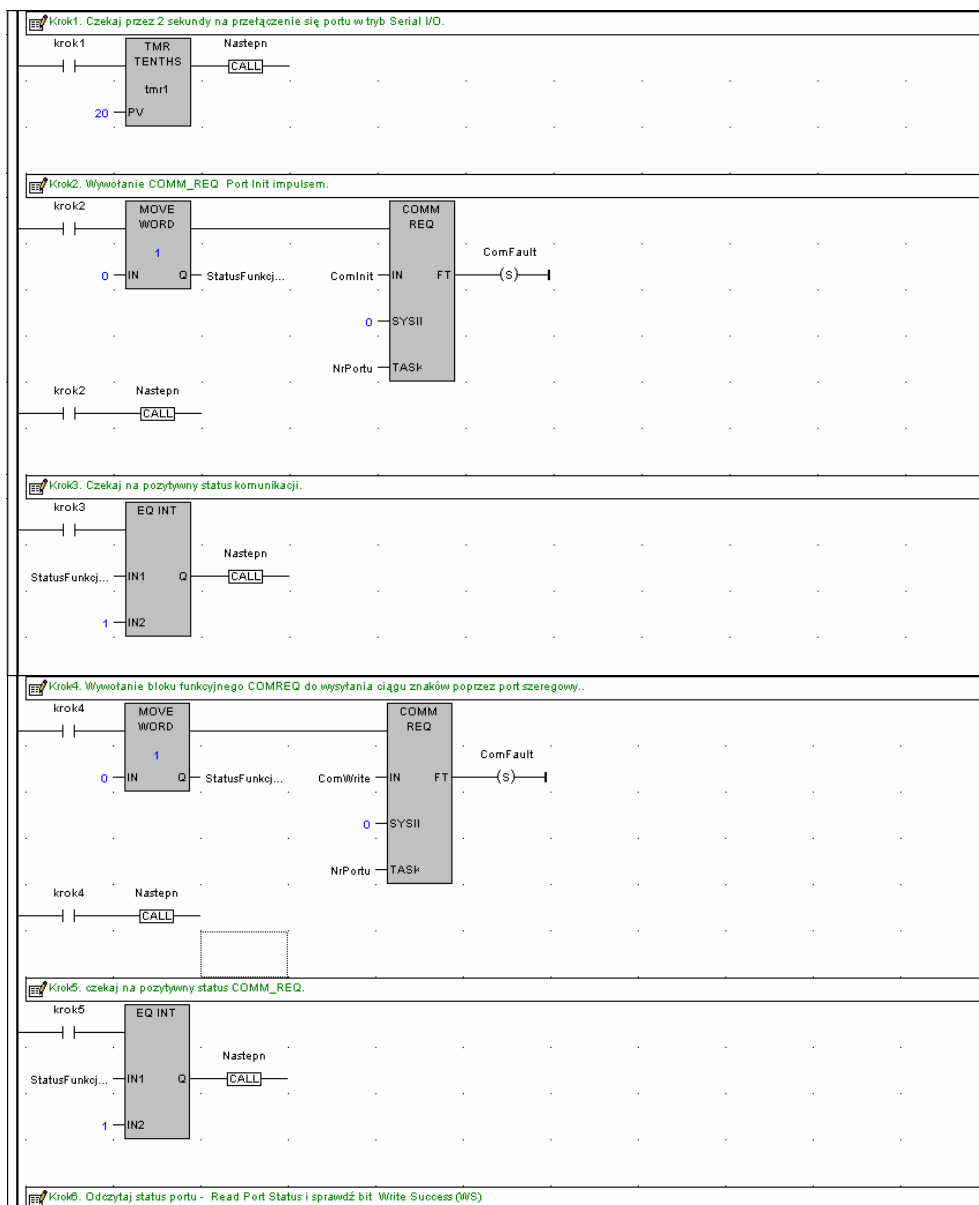 Krok1. Czekaj przez 2 sekundy na przełączenie się portu w tryb Serial I/O.
krok1
TMR
TENTHS
Nastepn
CALL
tmr1
20
PV
Krok2. Wywołanie COMM_REQ Port Init impulsem.
krok2
MOVE
WORD
COMM
REQ
1
ComFault
0
IN
Q
StatusFunkcj...
ComInit
IN
FT
(S)
0
SYSII
NrPortu
TASK
krok2
Nastepn
CALL
Krok3. Czekaj na pozytywny status komunikacji.
krok3
EQ INT
Nastepn
StatusFunkcj...
IN1
Q
CALL
1
IN2
Krok4. Wywołanie bloku funkcyjnego COMREQ do wysyłania ciągu znaków poprzez port szeregowy..
krok4
MOVE
WORD
COMM
REQ
1
ComFault
0
IN
Q
StatusFunkcj...
ComWrite
IN
FT
(S)
0
SYSII
NrPortu
TASK
krok4
Nastepn
CALL
Krok5. czekaj na pozytywny status COMM_REQ.
krok5
EQ INT
Nastepn
StatusFunkcj...
IN1
Q
CALL
1
IN2
Krok6. Odczytaj status portu - Read Port Status i sprawdź bit Write Success (WS)